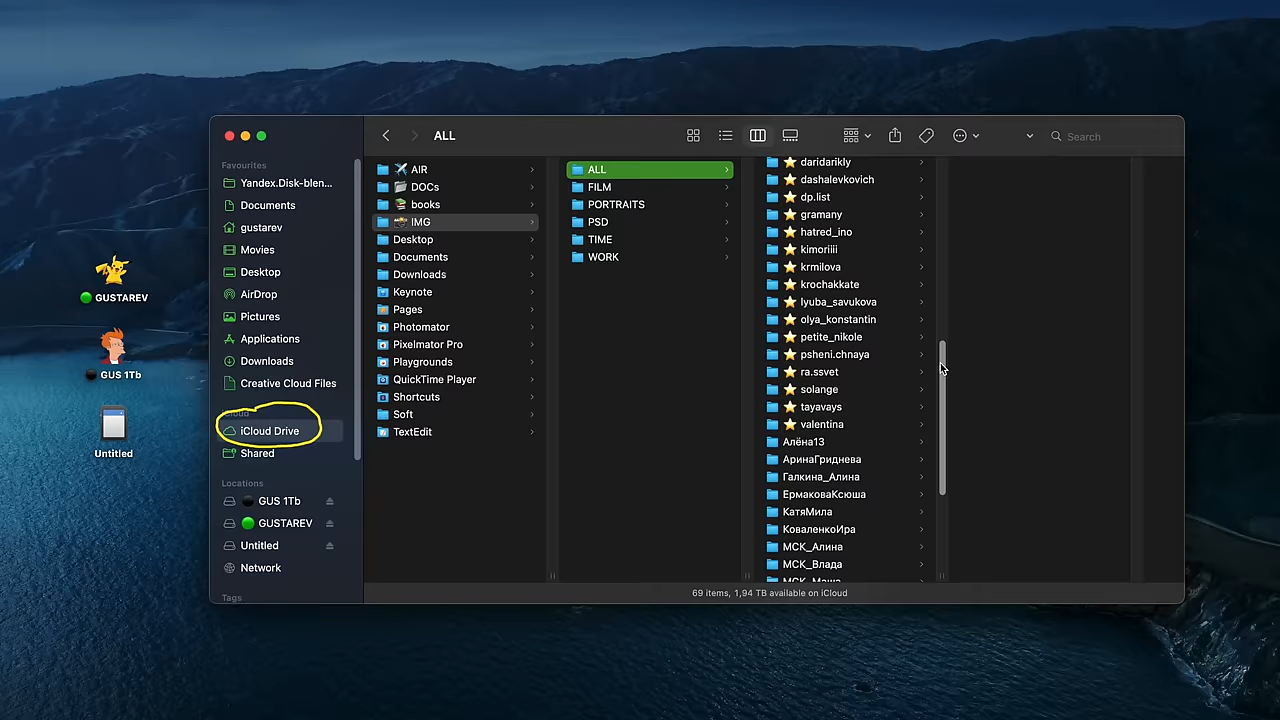 ALL
Search
Favourites
Yandex.Disk-blen...
Documents
gustarev
Movies
Desktop
AirDrop
Pictures
Applications
Downloads
Creative Cloud Files
iCloud
iCloud Drive
Shared
Locations
GUS 1Tb
GUSTAREV
Untitled
Network
Tags
GUSTAREV
GUS 1Tb
Untitled
AIR
DOCs
books
IMG
Desktop
Documents
Downloads
Keynote
Pages
Photomator
Pixelmator Pro
Playgrounds
QuickTime Player
Shortcuts
Soft
TextEdit
ALL
FILM
PORTRAITS
PSD
TIME
WORK
daridarikly
dashalevkovich
dp.list
gramany
hatred_ino
kimoriiii
krmilova
krochakkate
lyuba_savukova
olya_konstantin
petite_nikole
psheni.chnaya
ra.ssvet
solange
tayavays
valentina
Алёна13
АринаГриднева
Галкина_Алина
ЕрмаковаКсюша
КатяМила
КоваленкоИра
МСК_Алина
МСК_Влада
МСК_Маша
69 items, 1,94 TB available on iCloud